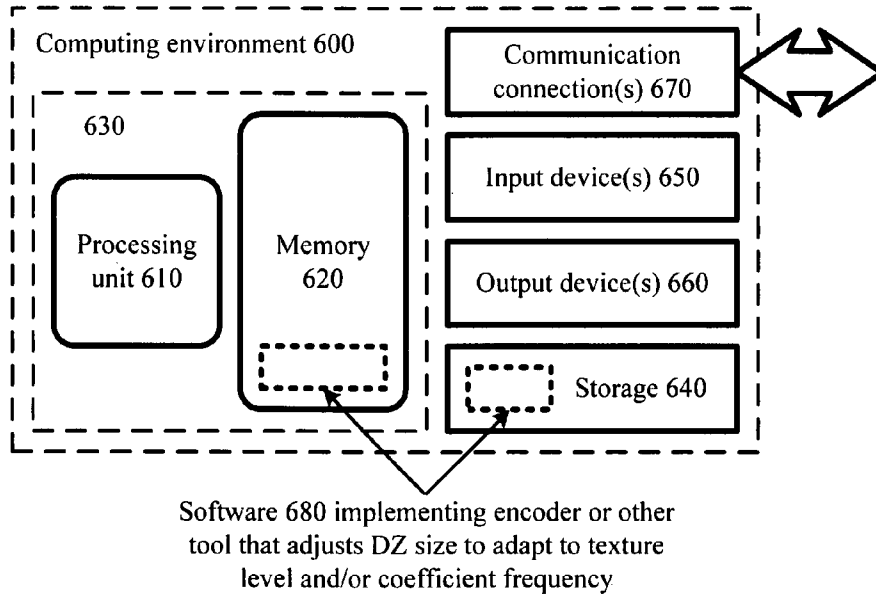 Computing environment 600
Communication
connection(s) 670
630
Input device(s) 650
Processing
unit 610
Memory
620
Output device(s) 660
Storage 640
Software 680 implementing encoder or other
tool that adjusts DZ size to adapt to texture
level and/or coefficient frequency